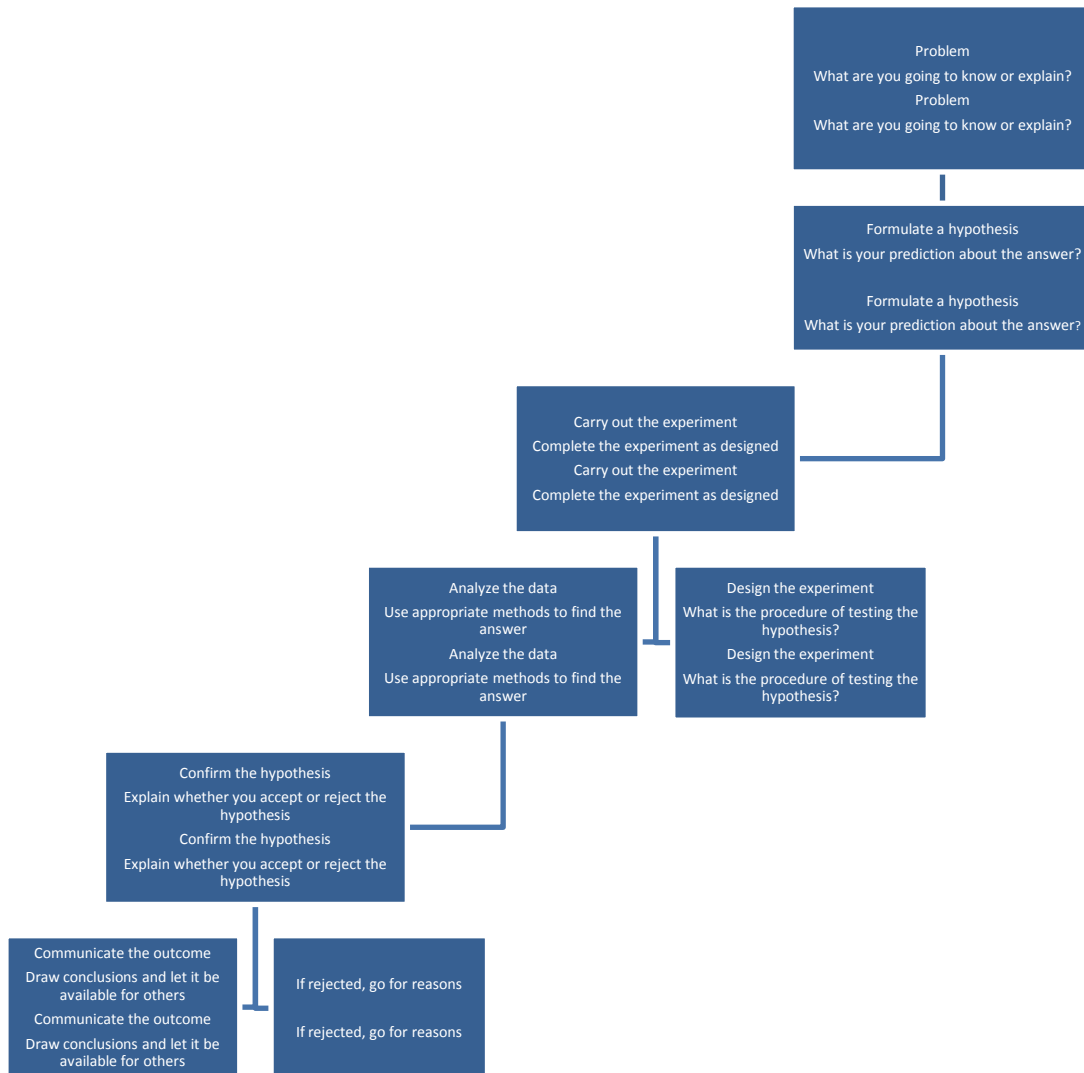 Problem
What are you going to know or explain?
Problem
What are you going to know or explain?
Formulate a hypothesis
What is your prediction about the answer?
Formulate a hypothesis
What is your prediction about the answer?
Carry out the experiment
Complete the experiment as designed
Carry out the experiment
Complete the experiment as designed
Analyze the data
Use appropriate methods to find the
answer
Analyze the data
Use appropriate methods to find the
answer
Design the experiment
What is the procedure of testing the
hypothesis?
Design the experiment
What is the procedure of testing the
hypothesis?
Confirm the hypothesis
Explain whether you accept or reject the
hypothesis
Confirm the hypothesis
Explain whether you accept or reject the
hypothesis
Communicate the outcome
Draw conclusions and let it be
available for others
Communicate the outcome
Draw conclusions and let it be
available for others
If rejected, go for reasons
If rejected, go for reasons